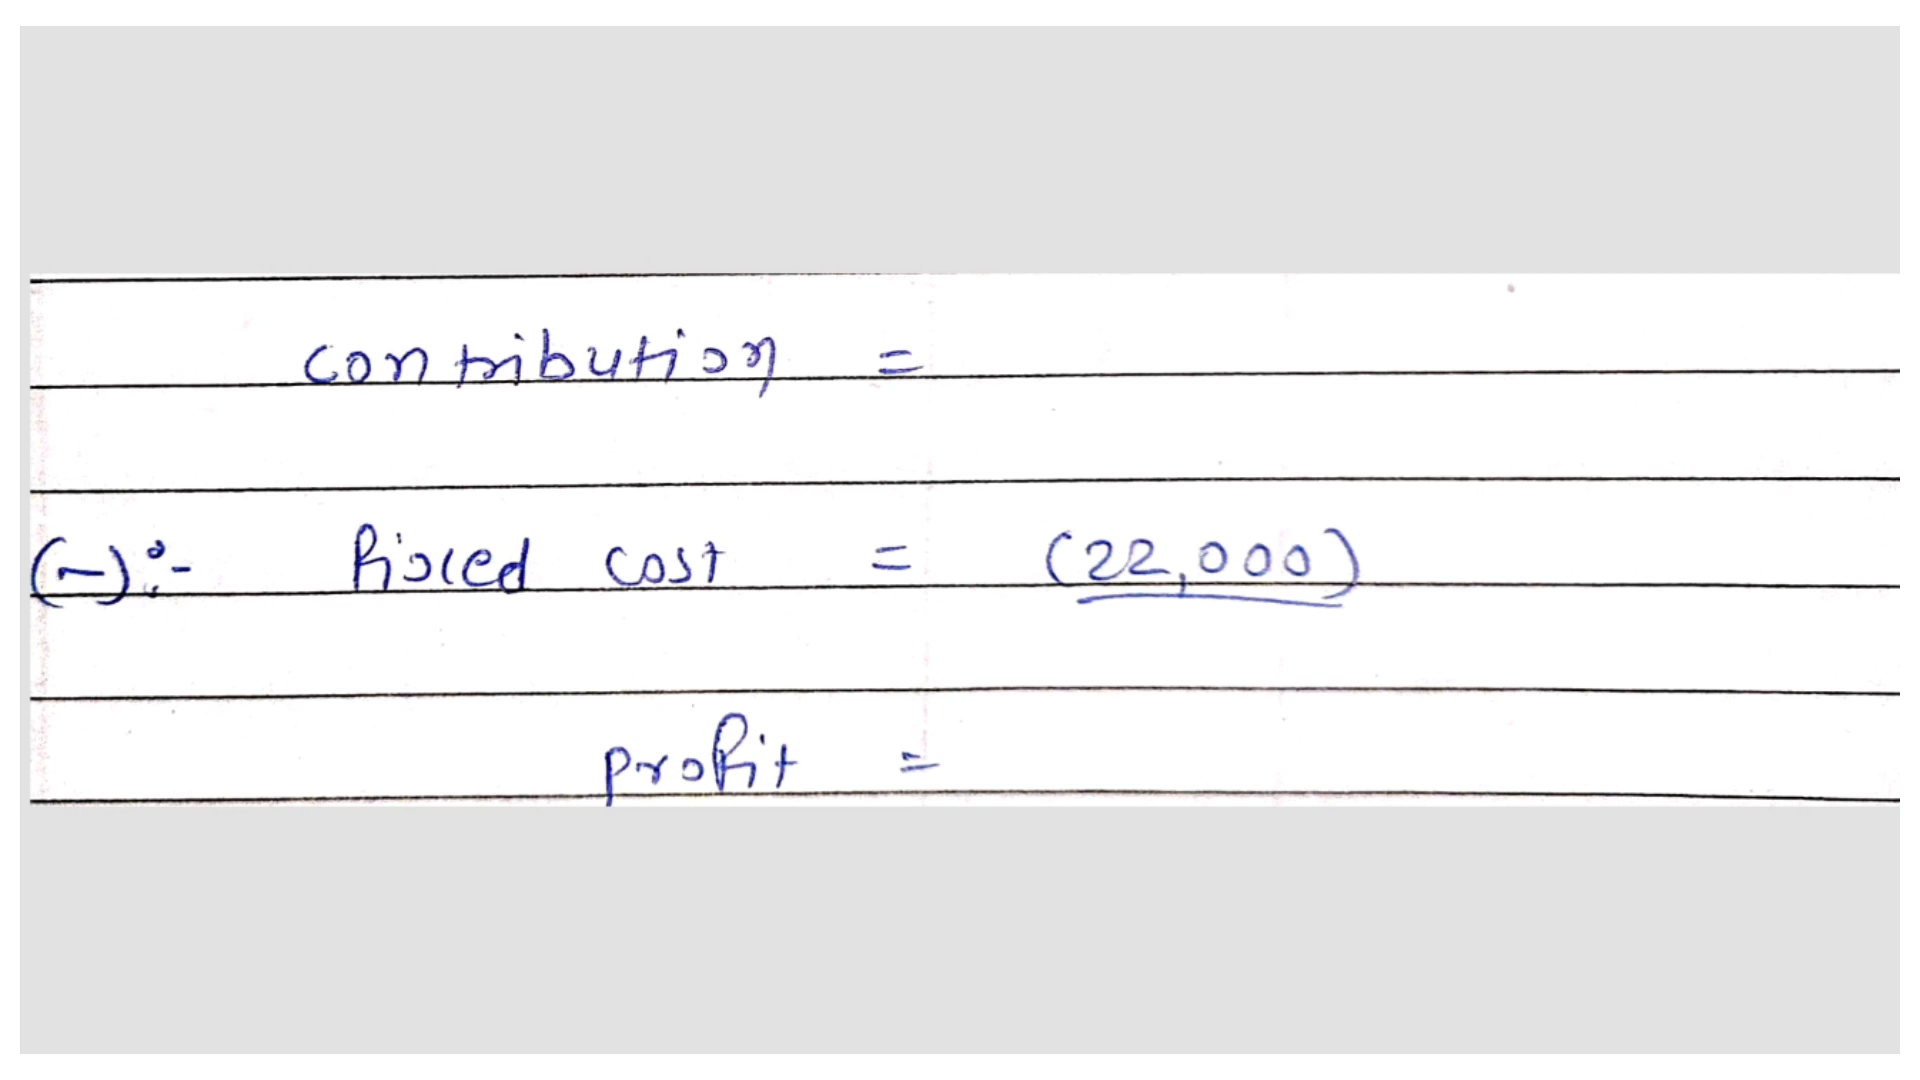 contribution =
(-):- fixed cost = (22,000)
profit =